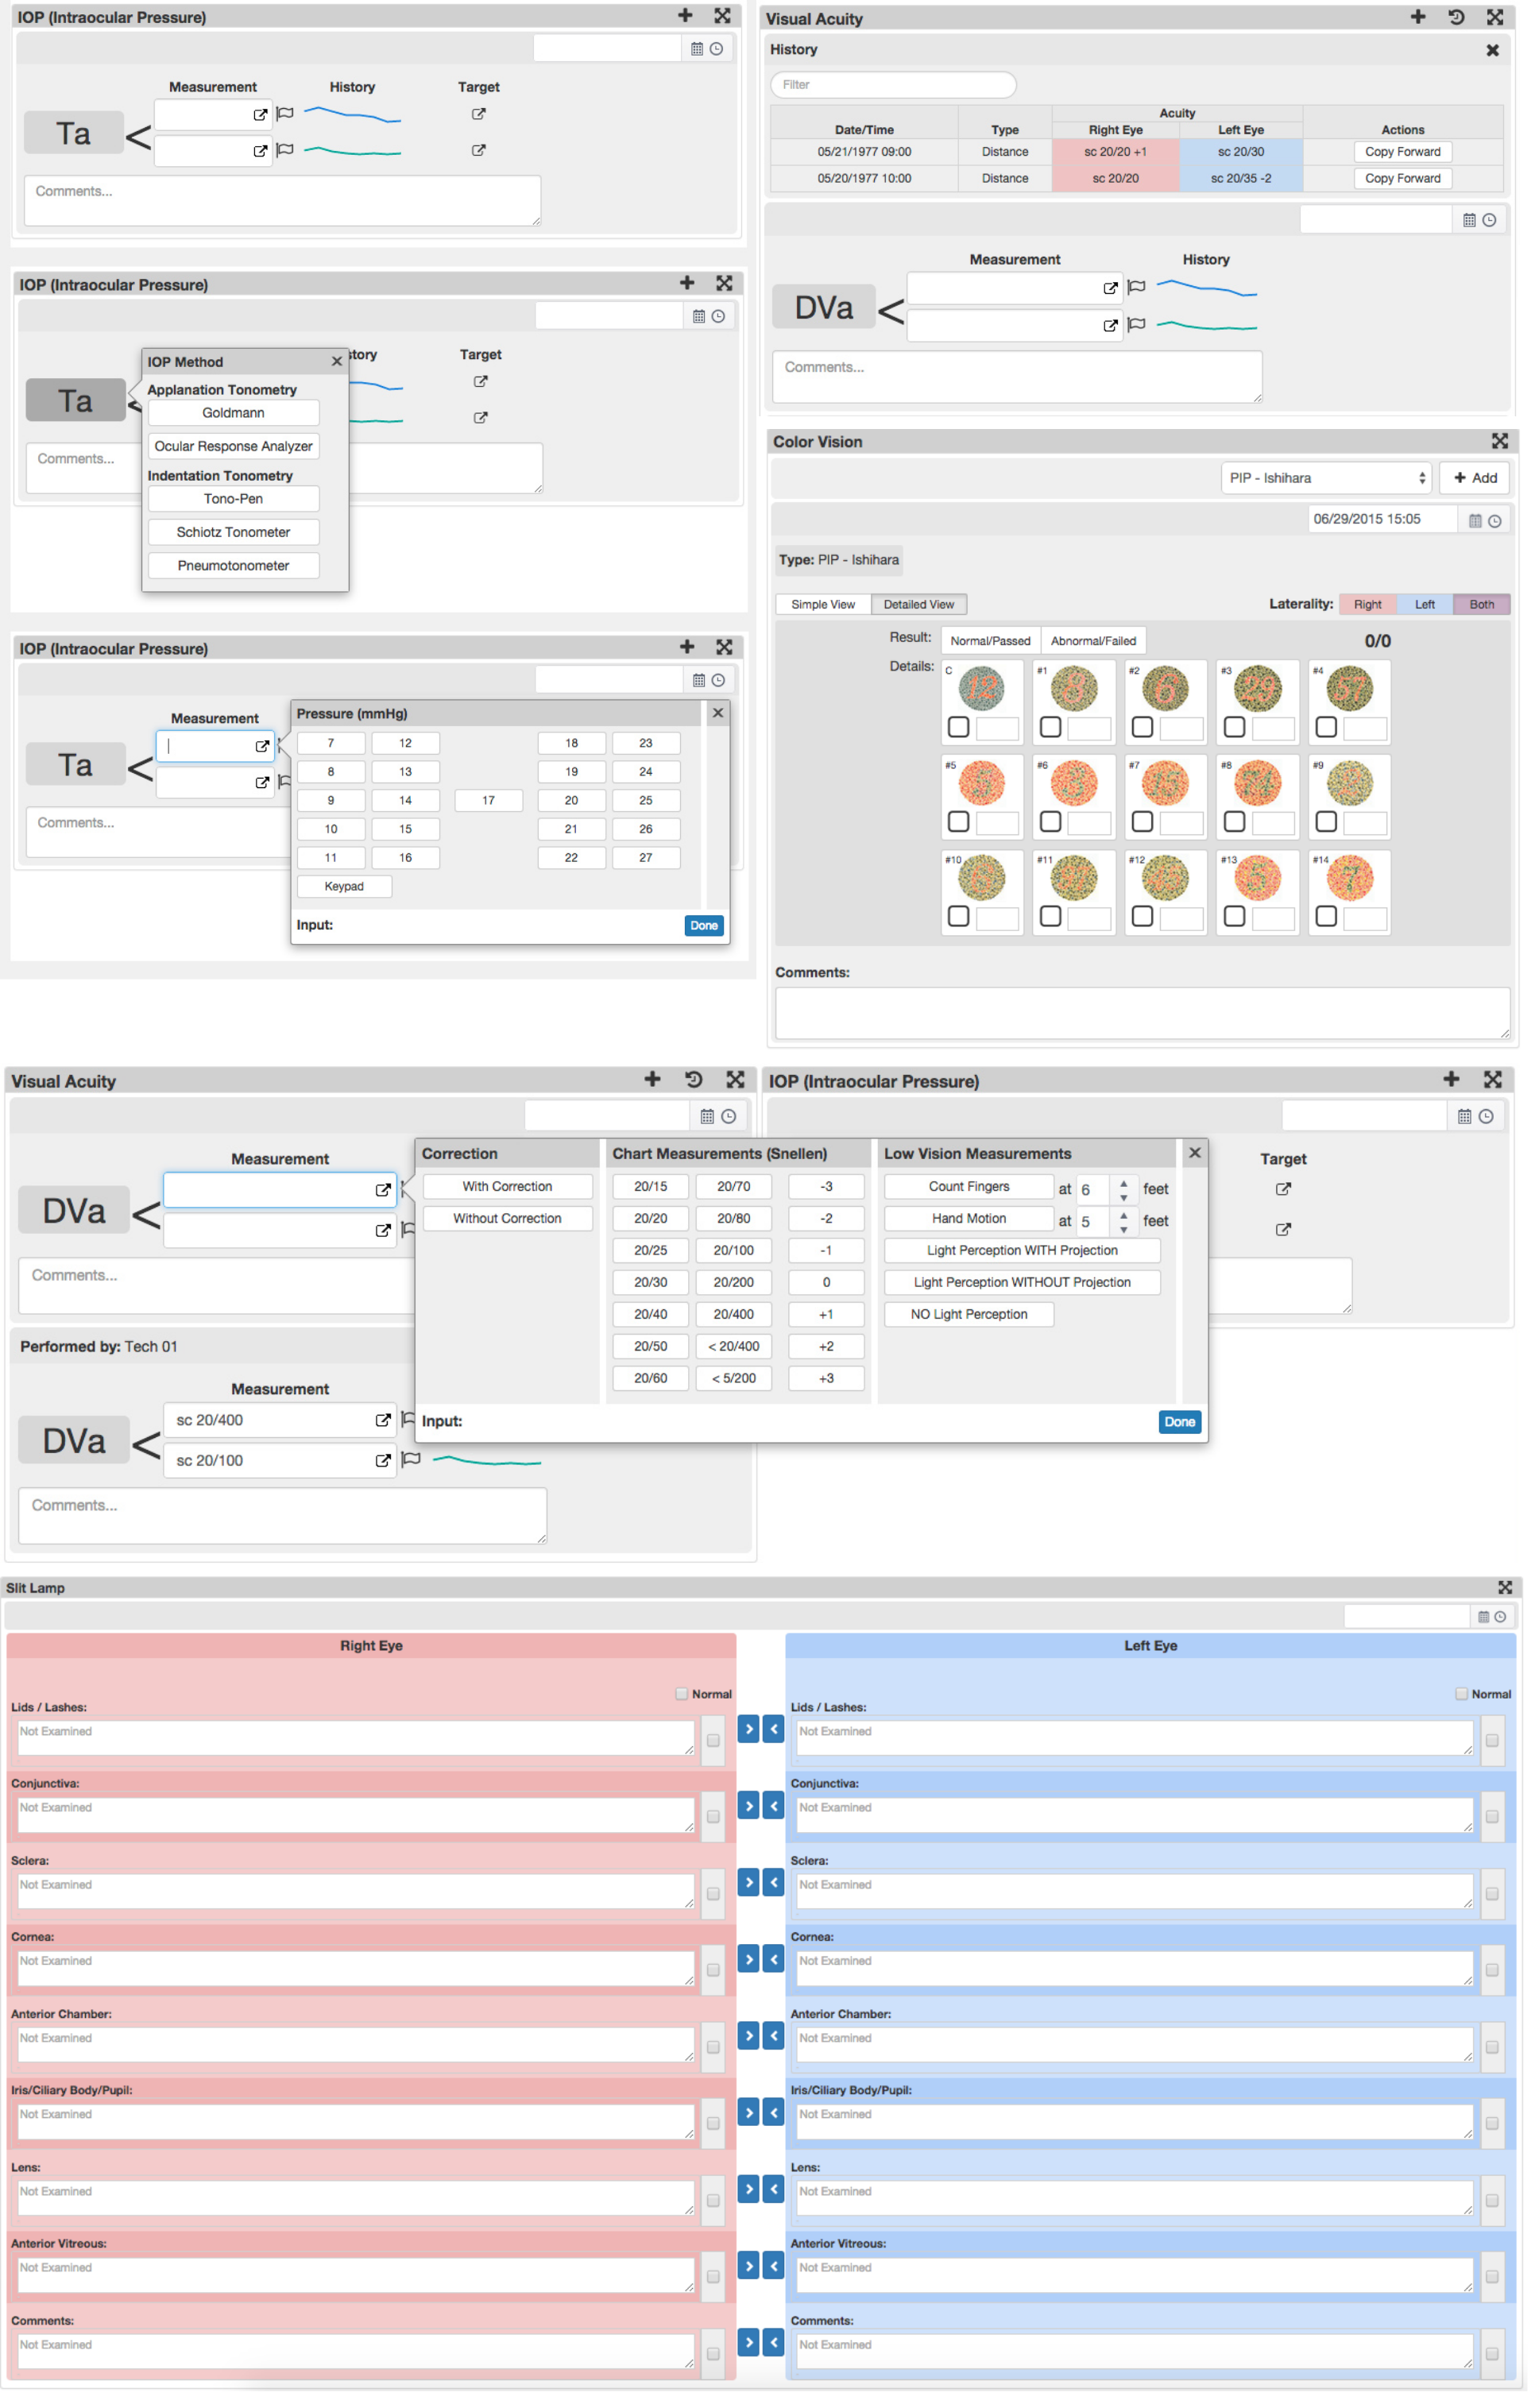 IOP (Intraocular Pressure)
Measurement History Target
Ta <
Comments...
IOP (Intraocular Pressure)
story Target
Ta
IOP Method
Applanation Tonometry
Goldmann
Ocular Response Analyzer
Indentation Tonometry
Tono-Pen
Schiotz Tonometer
Pneumotonometer
Comments...
IOP (Intraocular Pressure)
Measurement
Ta <
Comments...
Pressure (mmHg)
7 12 18 23
8 13 19 24
9 14 17 20 25
10 15 21 26
11 16 22 27
Keypad
Input: Done
Visual Acuity
History
Filter
Acuity
Date/Time Type Right Eye Left Eye Actions
05/21/1977 09:00 Distance sc 20/20 +1 sc 20/30 Copy Forward
05/20/1977 10:00 Distance sc 20/20 sc 20/35 -2 Copy Forward
Measurement History
DVa <
Comments...
Color Vision
PIP - Ishihara + Add
06/29/2015 15:05
Type: PIP - Ishihara
Simple View Detailed View Laterality: Right Left Both
Result: Normal/Passed Abnormal/Failed 0/0
Details:
C #1 #2 #3 #4
12 8 6 29 57
#5 #6 #7 #8 #9
#10 #11 #12 #13 #14
Comments:
Visual Acuity
Measurement
DVa <
Comments...
Performed by: Tech 01
Measurement
DVa <
sc 20/400
sc 20/100
Comments...
IOP (Intraocular Pressure)
Target
Correction Chart Measurements (Snellen) Low Vision Measurements
With Correction 20/15 20/70 -3 Count Fingers at 6 feet
Without Correction 20/20 20/80 -2 Hand Motion at 5 feet
20/25 20/100 -1 Light Perception WITH Projection
20/30 20/200 0 Light Perception WITHOUT Projection
20/40 20/400 +1 NO Light Perception
20/50 < 20/400 +2
20/60 < 5/200 +3
Input: Done
Slit Lamp
Right Eye Left Eye
Normal Normal
Lids / Lashes: Lids / Lashes:
Not Examined > < Not Examined
Conjunctiva: Conjunctiva:
Not Examined > < Not Examined
Sclera: Sclera:
Not Examined > < Not Examined
Cornea: Cornea:
Not Examined > < Not Examined
Anterior Chamber: Anterior Chamber:
Not Examined > < Not Examined
Iris/Ciliary Body/Pupil: Iris/Ciliary Body/Pupil:
Not Examined > < Not Examined
Lens: Lens:
Not Examined > < Not Examined
Anterior Vitreous: Anterior Vitreous:
Not Examined > < Not Examined
Comments: Comments:
Not Examined > < Not Examined